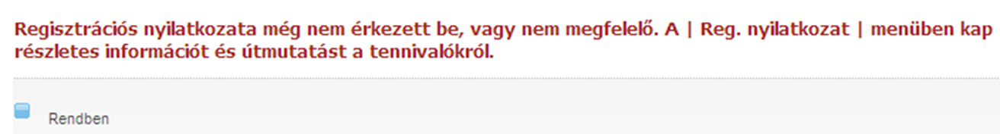 Regisztrációs nyilatkozata még nem érkezett be, vagy nem megfelelő. A | Reg. nyilatkozat | menüben kap
részletes információt és útmutatást a tennivalókról.
Rendben